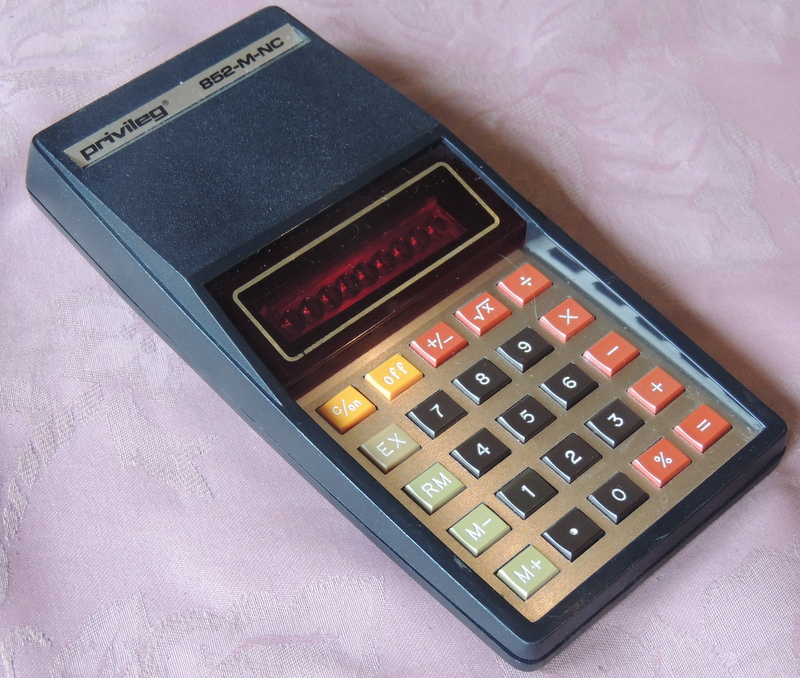 privileg® 852-M-NC
C/on off +/− √x ÷
EX 7 8 9 ×
RM 4 5 6 −
M− 1 2 3 +
M+ • 0 % =